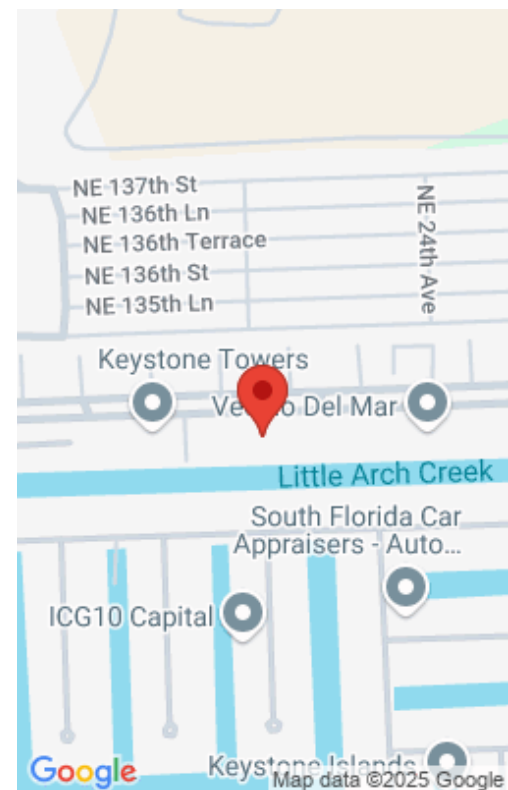 NE 137th St
NE 136th Ln
NE 136th Terrace
NE 136th St
NE 135th Ln
NE 24th Ave
Keystone Towers
Del Mar
Little Arch Creek
South Florida Car
Appraisers - Auto...
ICG10 Capital
Keystone Islands
Google
Map data ©2025 Google